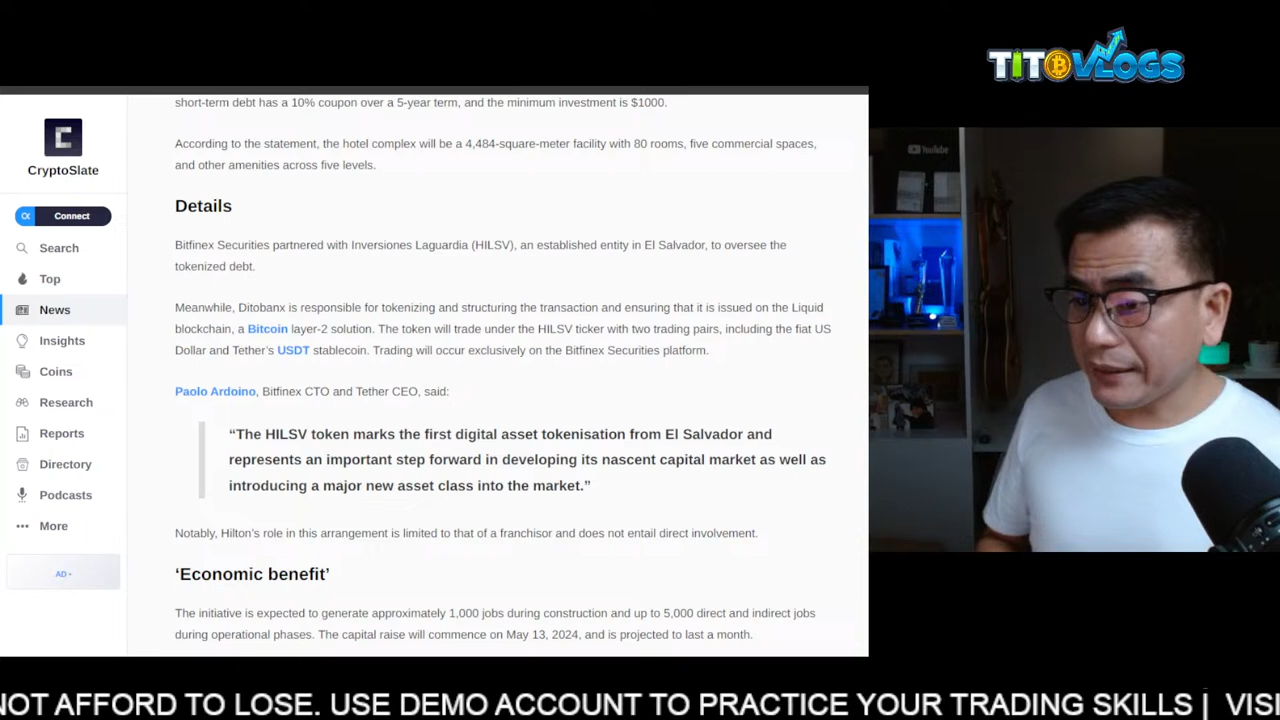 TITOVLOGS
short-term debt has a 10% coupon over a 5-year term, and the minimum investment is $1000.
According to the statement, the hotel complex will be a 4,484-square-meter facility with 80 rooms, five commercial spaces,
and other amenities across five levels.
Details
Bitfinex Securities partnered with Inversiones Laguardia (HILSV), an established entity in El Salvador, to oversee the
tokenized debt.
Meanwhile, Ditobanx is responsible for tokenizing and structuring the transaction and ensuring that it is issued on the Liquid
blockchain, a Bitcoin layer-2 solution. The token will trade under the HILSV ticker with two trading pairs, including the fiat US
Dollar and Tether’s USDT stablecoin. Trading will occur exclusively on the Bitfinex Securities platform.
Paolo Ardoino, Bitfinex CTO and Tether CEO, said:
“The HILSV token marks the first digital asset tokenisation from El Salvador and
represents an important step forward in developing its nascent capital market as well as
introducing a major new asset class into the market.”
Notably, Hilton’s role in this arrangement is limited to that of a franchisor and does not entail direct involvement.
‘Economic benefit’
The initiative is expected to generate approximately 1,000 jobs during construction and up to 5,000 direct and indirect jobs
during operational phases. The capital raise will commence on May 13, 2024, and is projected to last a month.
CryptoSlate
Connect
Search
Top
News
Insights
Coins
Research
Reports
Directory
Podcasts
More
AD
YouTube
NOT AFFORD TO LOSE. USE DEMO ACCOUNT TO PRACTICE YOUR TRADING SKILLS | VISI